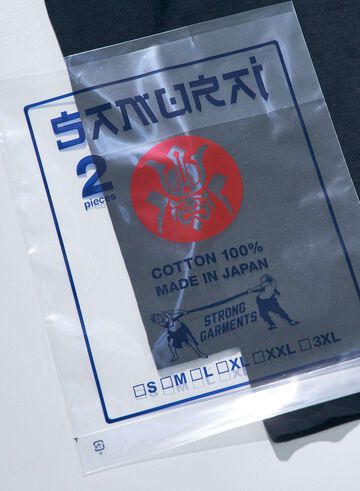 SAMURAI
2
pieces
COTTON 100%
MADE IN JAPAN
STRONG
GARMENTS
□S □M □L □XL □XXL □3XL